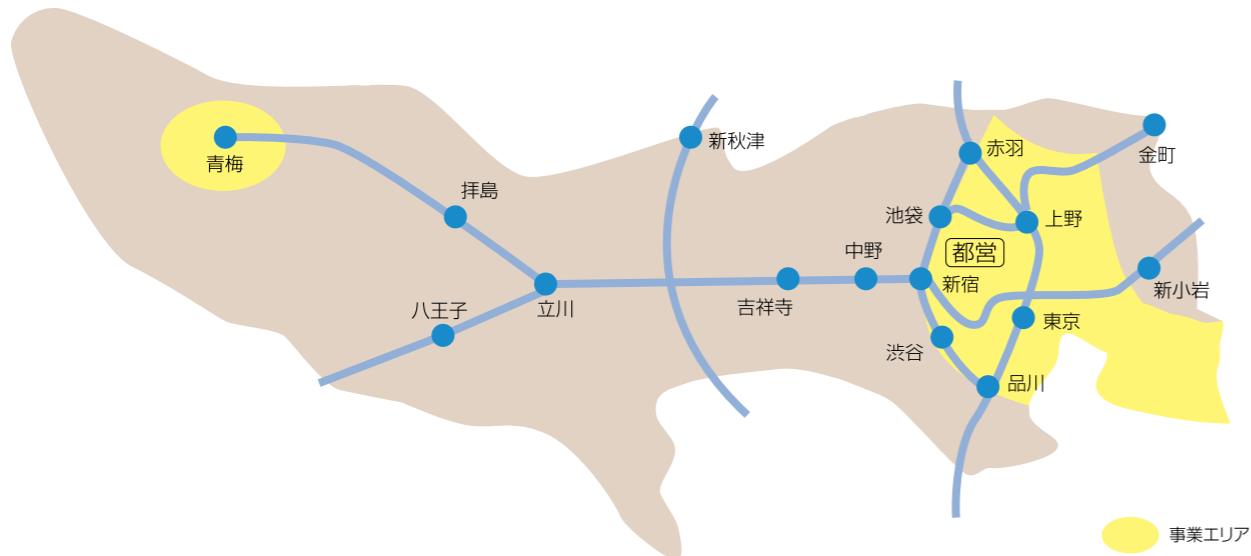 青梅
拝島
八王子
立川
新秋津
吉祥寺
中野
新宿
池袋
赤羽
都営
上野
金町
新小岩
東京
渋谷
品川
事業エリア